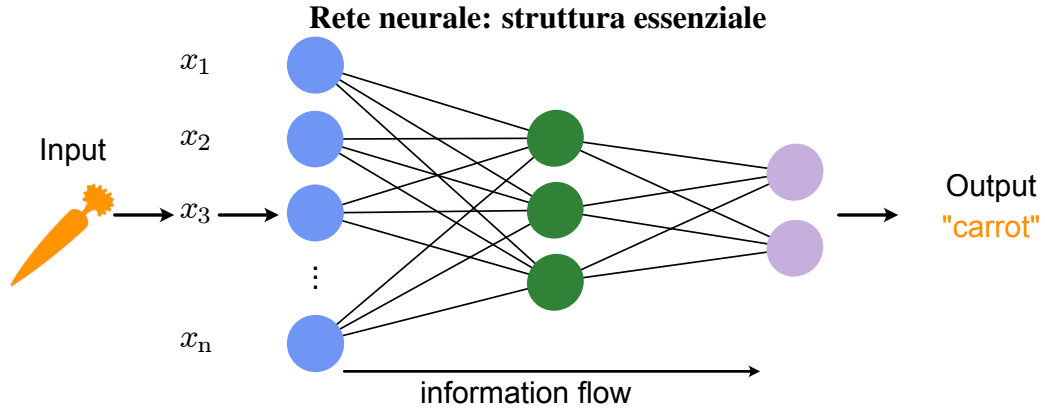 Rete neurale: struttura essenziale
x1
x2
Input
x3
Output
"carrot"
⋮
xn
information flow